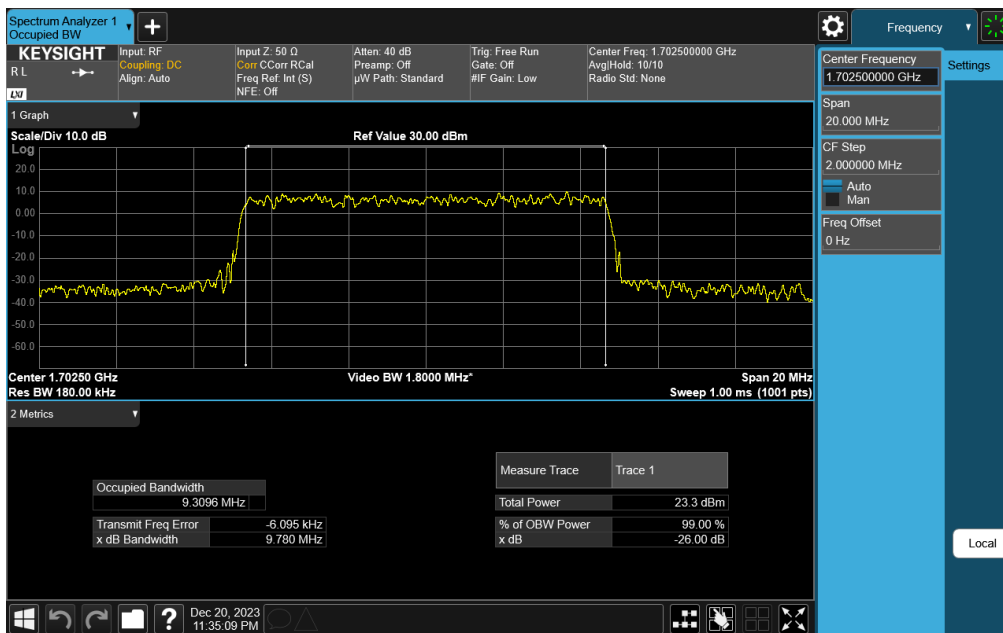 Spectrum Analyzer 1
Occupied BW
Frequency
KEYSIGHT
R L
LXI
Input: RF
Coupling: DC
Align: Auto
Input Z: 50 Ω
Corr CCorr RCal
Freq Ref: Int (S)
NFE: Off
Atten: 40 dB
Preamp: Off
µW Path: Standard
Trig: Free Run
Gate: Off
#IF Gain: Low
Center Freq: 1.702500000 GHz
Avg|Hold: 10/10
Radio Std: None
Center Frequency
1.702500000 GHz
Settings
Span
20.000 MHz
CF Step
2.000000 MHz
Auto
Man
Freq Offset
0 Hz
1 Graph
Scale/Div 10.0 dB
Ref Value 30.00 dBm
Log
20.0
10.0
0.00
-10.0
-20.0
-30.0
-40.0
-50.0
-60.0
Center 1.70250 GHz
Video BW 1.8000 MHz*
Span 20 MHz
Res BW 180.00 kHz
Sweep 1.00 ms (1001 pts)
2 Metrics
Measure Trace Trace 1
Occupied Bandwidth
9.3096 MHz
Total Power 23.3 dBm
Transmit Freq Error -6.095 kHz
% of OBW Power 99.00 %
x dB Bandwidth 9.780 MHz
x dB -26.00 dB
Local
?
Dec 20, 2023
11:35:09 PM